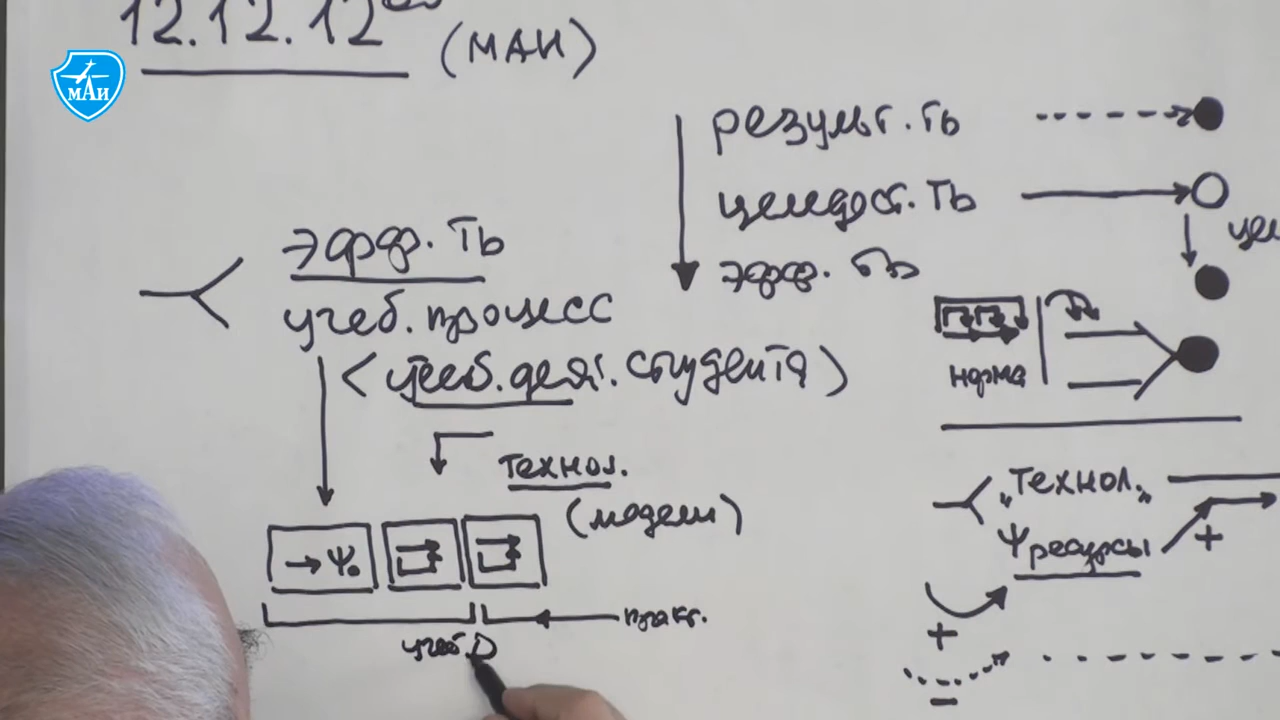 12.12.12
(МАИ)
МАИ
результ.ть
целедост.ть
эфф.ть
эфф.ть
учеб.процесс
(учеб.деят. студента)
технол.
(модели)
норма
"Технол."
Ψ ресурсы
+
+
−
→ Ψ.
практ.
учеб.D